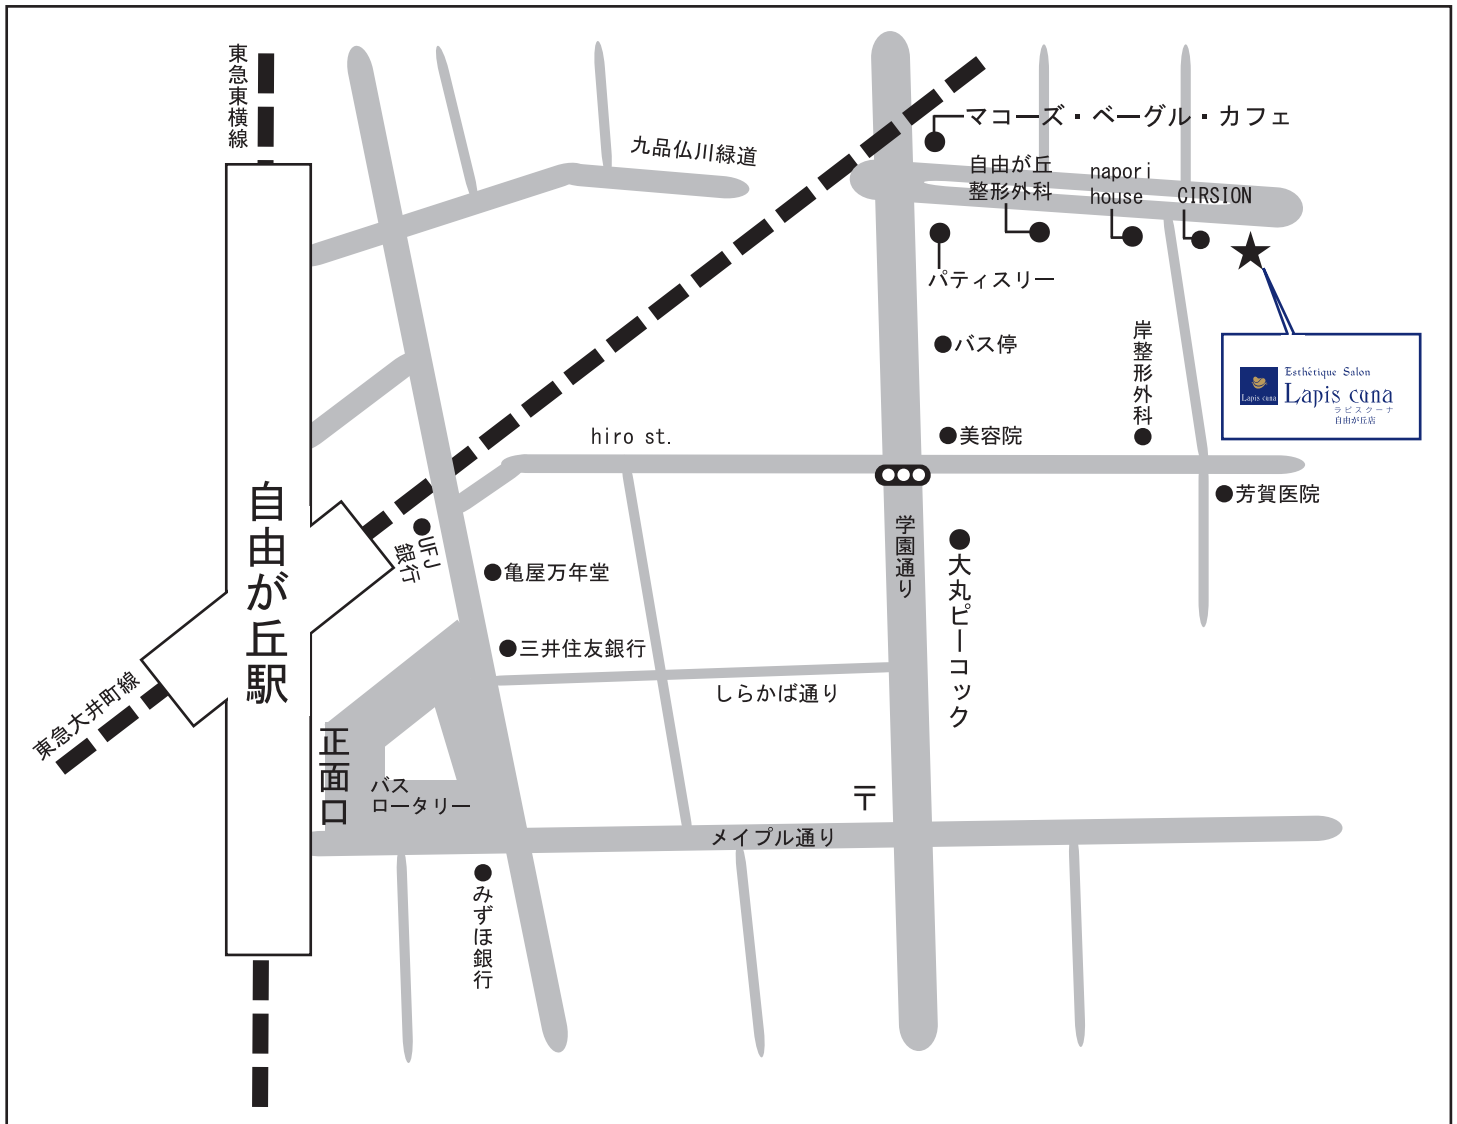 東急東横線
九品仏川緑道
マコーズ・ベーグル・カフェ
自由が丘
整形外科
napori
house
CIRSION
パティスリー
バス停
岸整形外科
Esthétique Salon
Lapis cuna
ラピスクーナ
自由が丘店
Lapis cuna
美容院
hiro st.
芳賀医院
自由が丘駅
UFJ
銀行
学園通り
大丸ピーコック
亀屋万年堂
三井住友銀行
しらかば通り
東急大井町線
正面口
バス
ロータリー
〒
メイプル通り
みずほ銀行